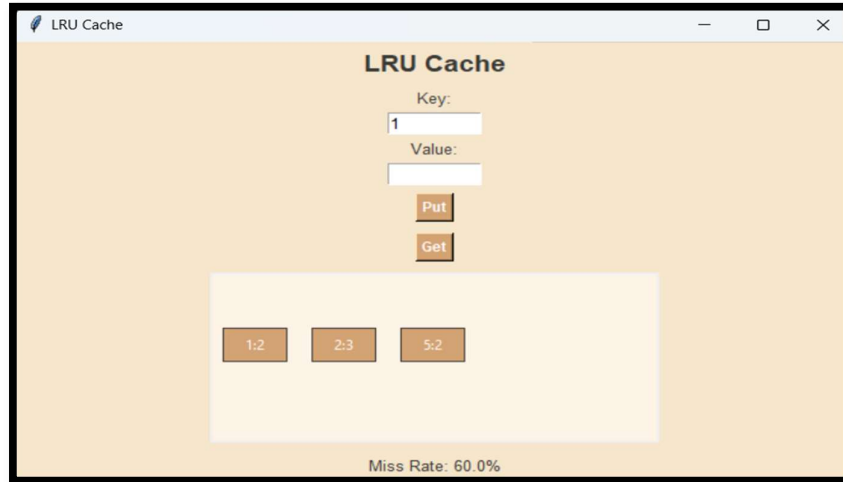 LRU Cache
LRU Cache
Key:
1
Value:
Put
Get
1:2 2:3 5:2
Miss Rate: 60.0%